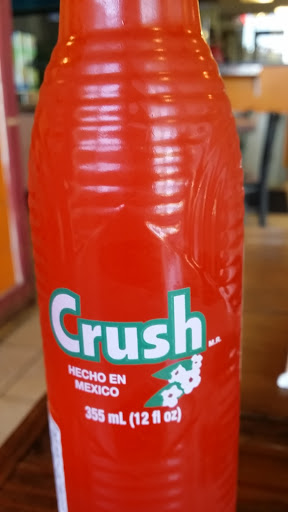 Crush M.R.
HECHO EN
MEXICO
355 mL (12 fl oz)